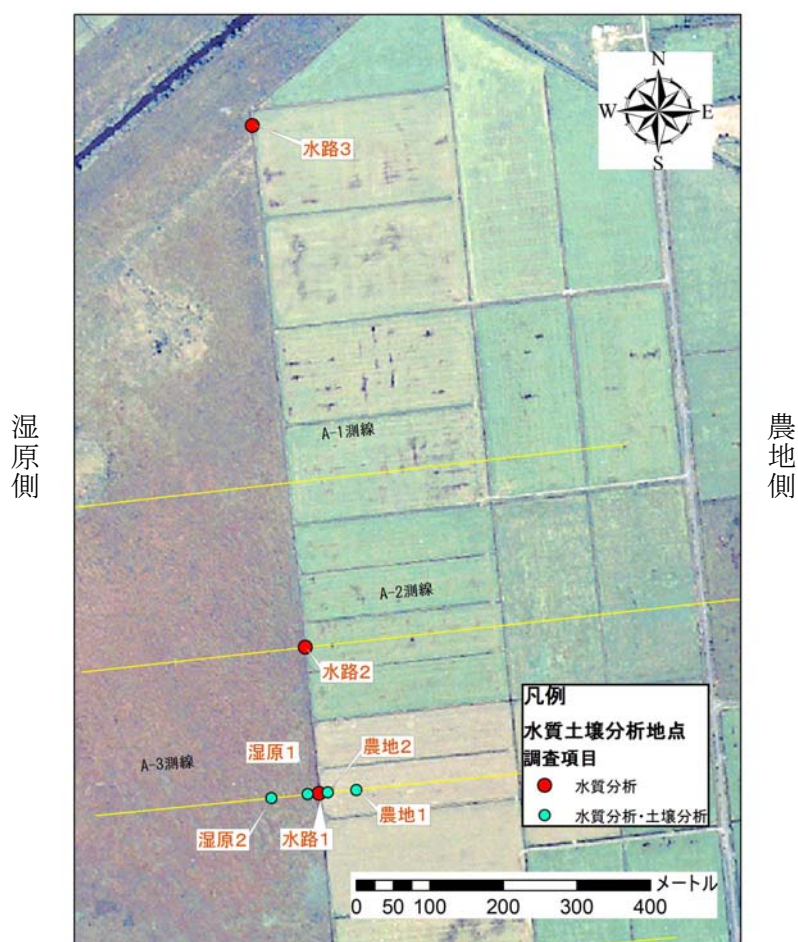 N
W E
S
水路3
湿原側
農地側
A-1測線
A-2測線
水路2
凡例
水質土壌分析地点
調査項目
水質分析
水質分析・土壌分析
湿原1
農地2
A-3測線
湿原2
水路1
農地1
メートル
0 50 100 200 300 400